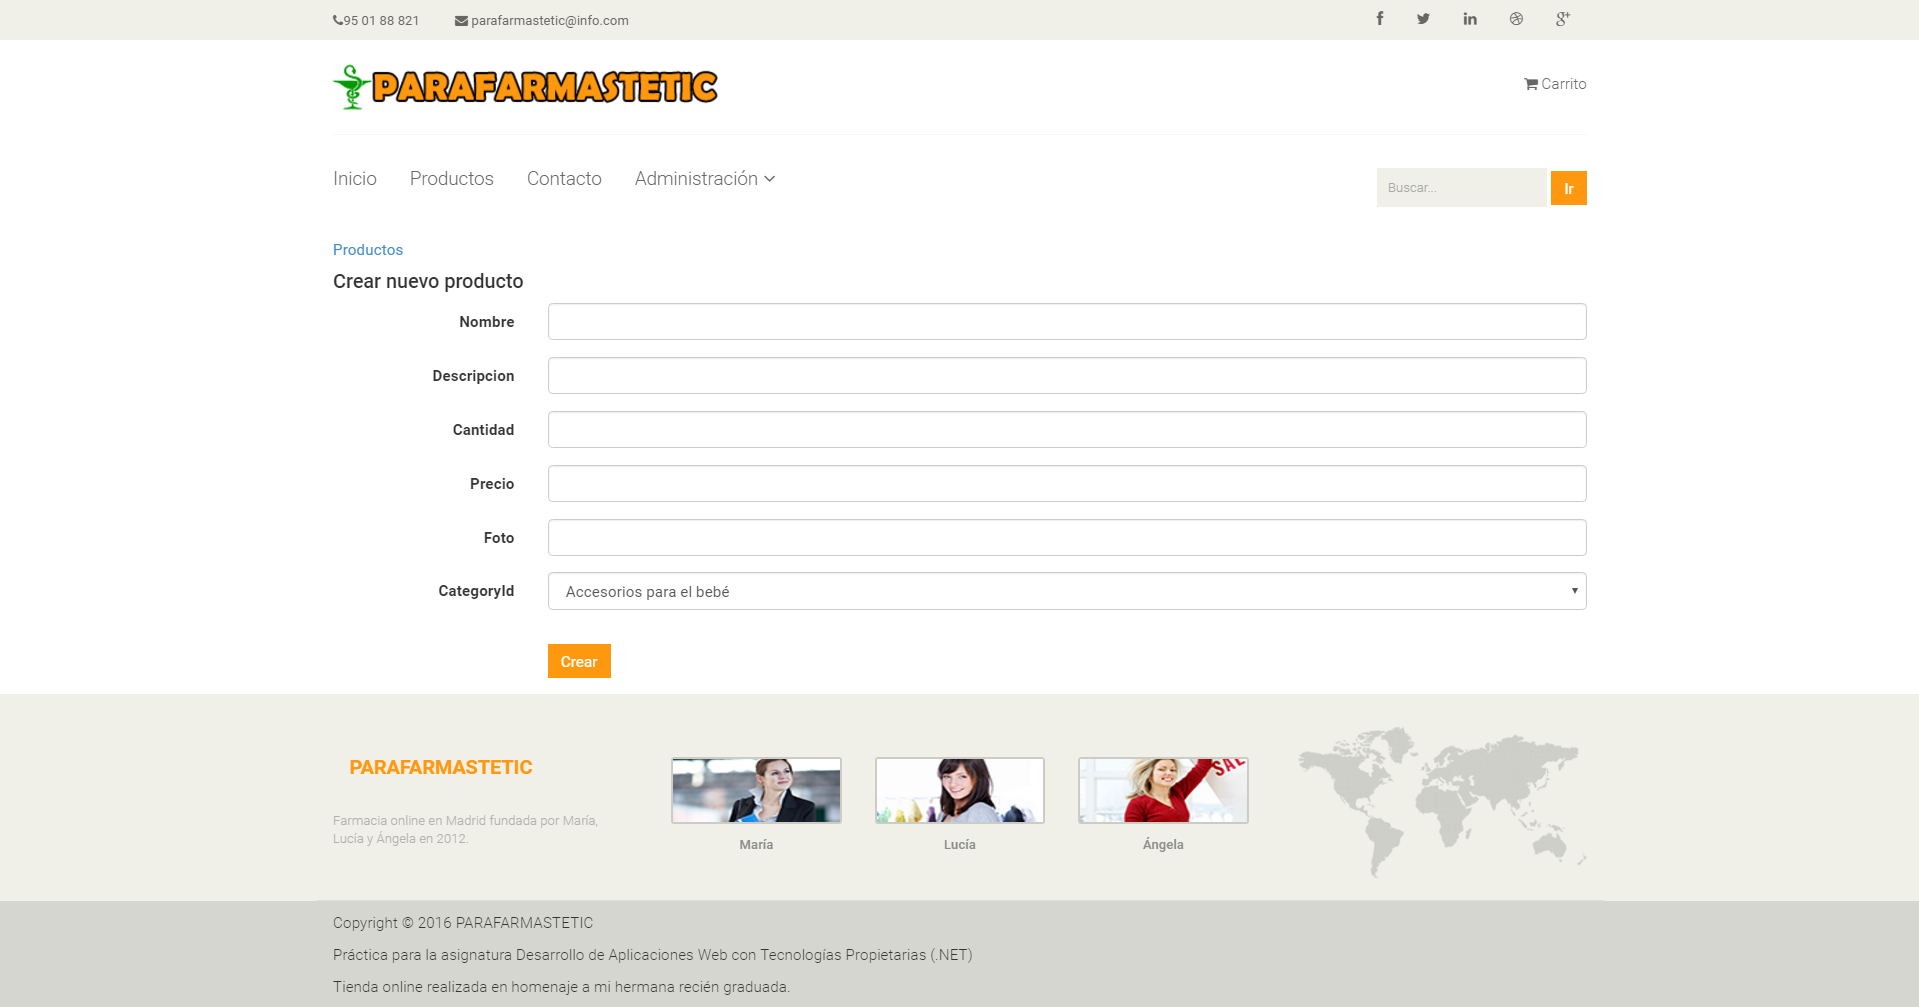 95 01 88 821
parafarmastetic@info.com
PARAFARMASTETIC
Carrito
Inicio
Productos
Contacto
Administración
Buscar...
Ir
Productos
Crear nuevo producto
Nombre
Descripcion
Cantidad
Precio
Foto
CategoryId
Accesorios para el bebé
Crear
PARAFARMASTETIC
Farmacia online en Madrid fundada por María,
Lucía y Ángela en 2012.
María
Lucía
SAL
Ángela
Copyright © 2016 PARAFARMASTETIC
Práctica para la asignatura Desarrollo de Aplicaciones Web con Tecnologías Propietarias (.NET)
Tienda online realizada en homenaje a mi hermana recién graduada.